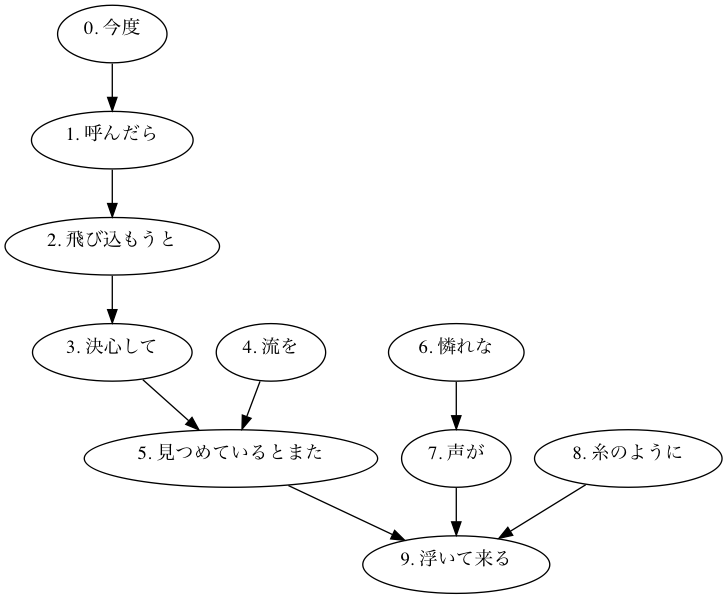 0. 今度
1. 呼んだら
2. 飛び込もうと
3. 決心して
4. 流を
6. 憐れな
5. 見つめているとまた
7. 声が
8. 糸のように
9. 浮いて来る